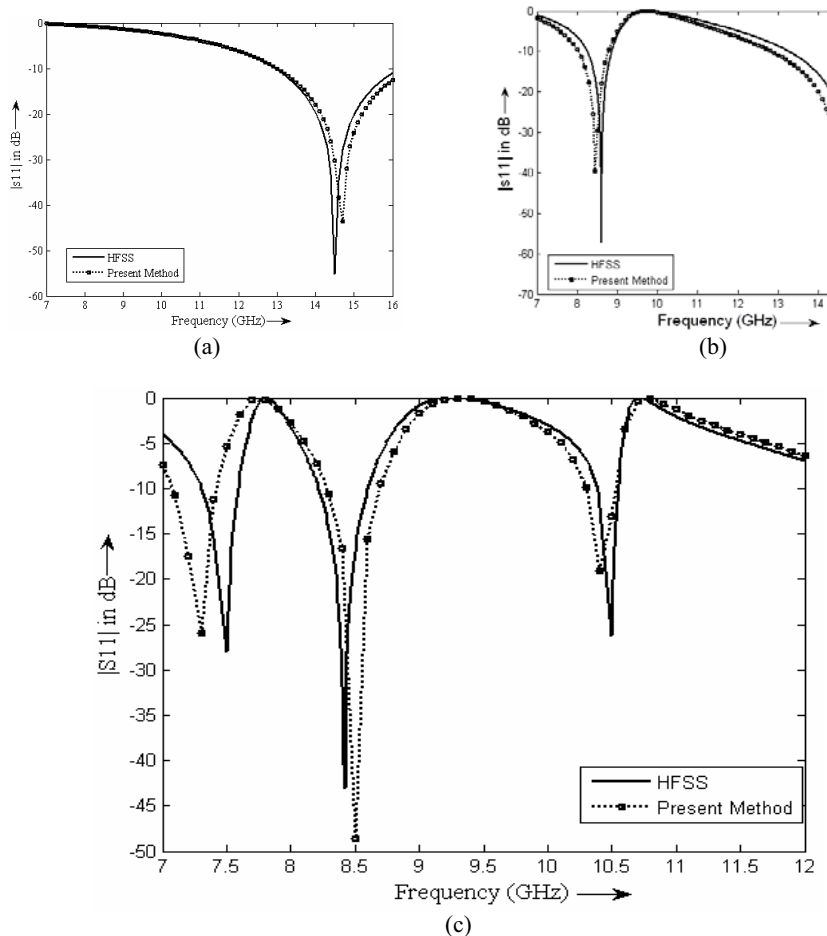 0
-10
-20
-30
-40
-50
-60
|s11| in dB
HFSS
Present Method
7 8 9 10 11 12 13 14 15 16
Frequency (GHz)
(a)
0
-10
-20
-30
-40
-50
-60
-70
|s11| in dB
HFSS
Present Method
7 8 9 10 11 12 13 14
Frequency (GHz)
(b)
0
-5
-10
-15
-20
-25
-30
-35
-40
-45
-50
|S11| in dB
HFSS
Present Method
7 7.5 8 8.5 9 9.5 10 10.5 11 11.5 12
Frequency (GHz)
(c)